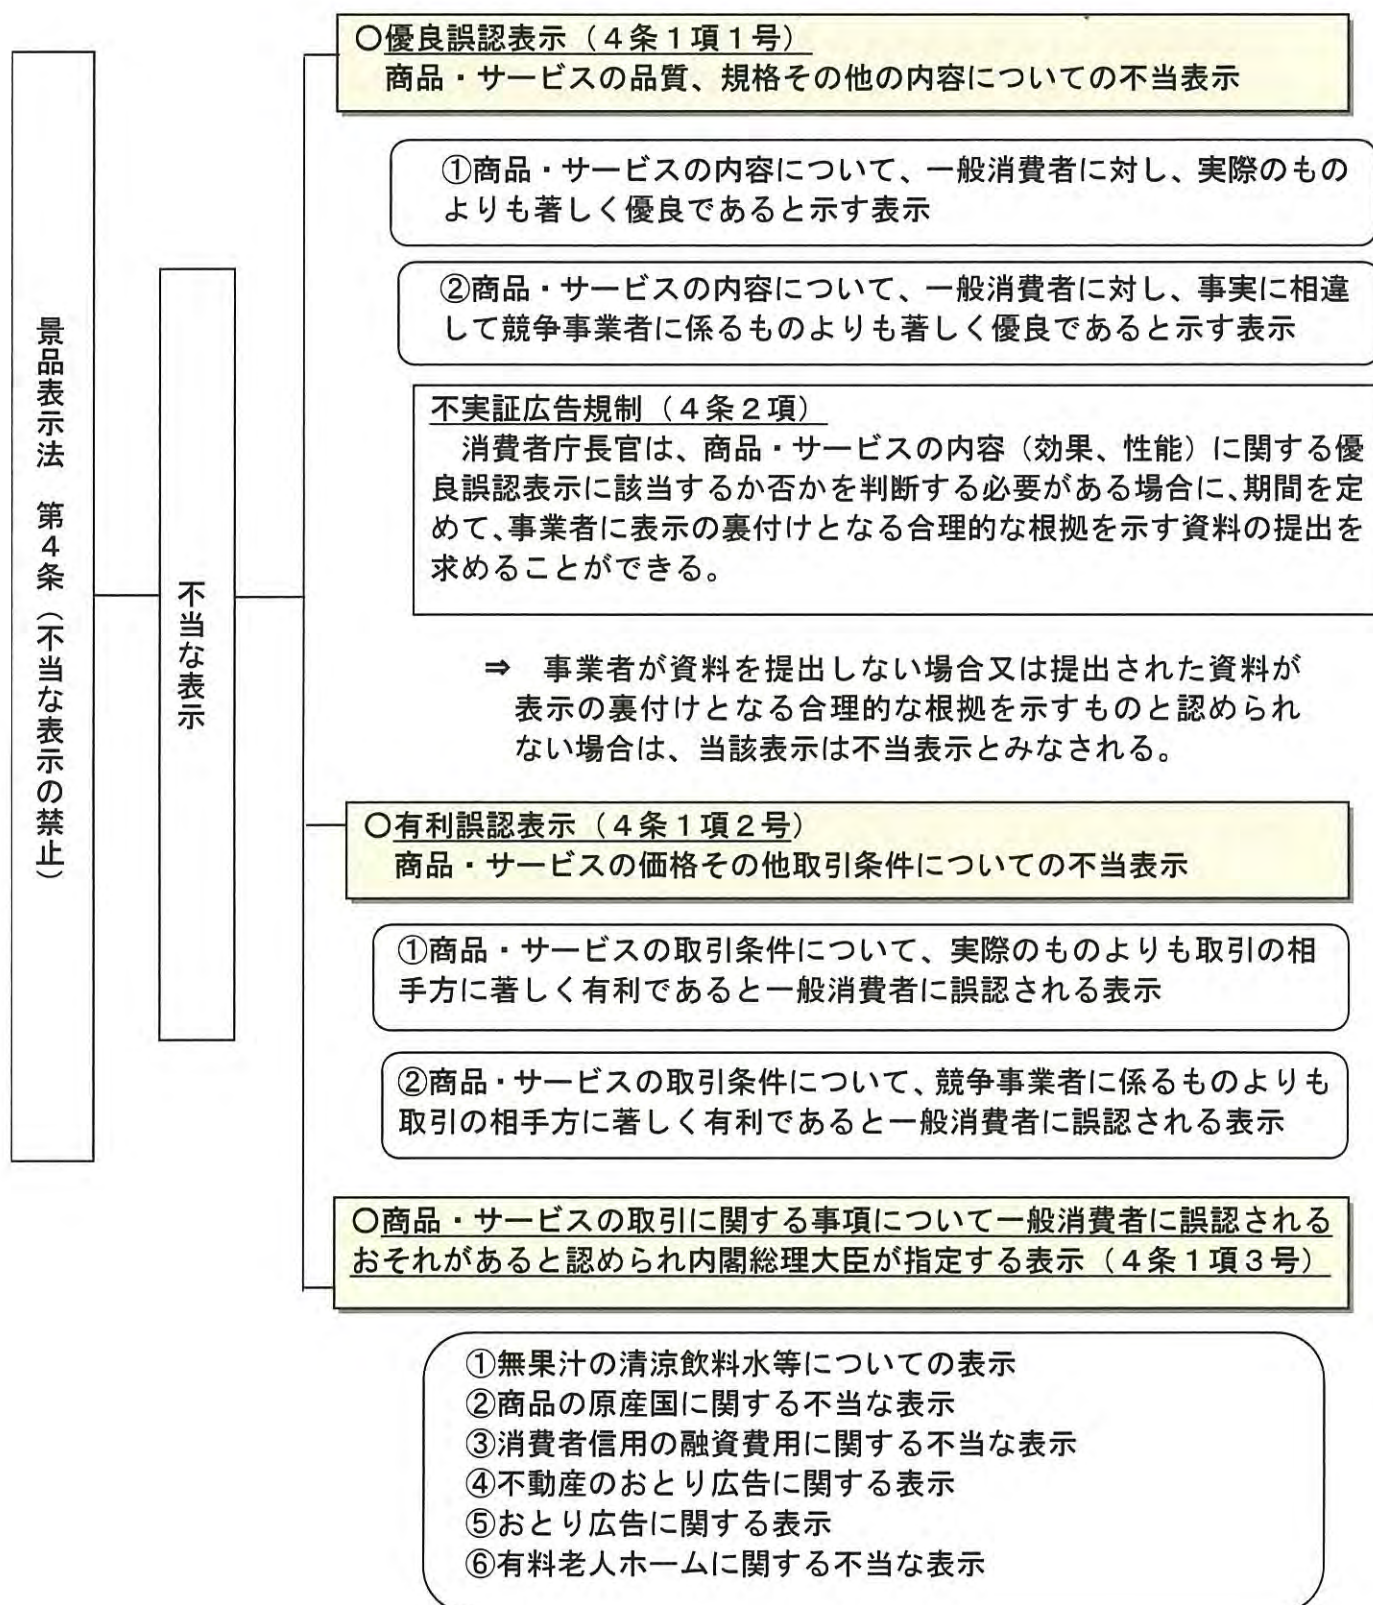 景品表示法　第４条（不当な表示の禁止）
不当な表示
〇優良誤認表示（４条１項１号）
商品・サービスの品質、規格その他の内容についての不当表示
①商品・サービスの内容について、一般消費者に対し、実際のもの
よりも著しく優良であると示す表示
②商品・サービスの内容について、一般消費者に対し、事実に相違
して競争事業者に係るものよりも著しく優良であると示す表示
不実証広告規制（４条２項）
消費者庁長官は、商品・サービスの内容（効果、性能）に関する優
良誤認表示に該当するか否かを判断する必要がある場合に、期間を定
めて、事業者に表示の裏付けとなる合理的な根拠を示す資料の提出を
求めることができる。
⇒　事業者が資料を提出しない場合又は提出された資料が
表示の裏付けとなる合理的な根拠を示すものと認められ
ない場合は、当該表示は不当表示とみなされる。
〇有利誤認表示（４条１項２号）
商品・サービスの価格その他取引条件についての不当表示
①商品・サービスの取引条件について、実際のものよりも取引の相
手方に著しく有利であると一般消費者に誤認される表示
②商品・サービスの取引条件について、競争事業者に係るものよりも
取引の相手方に著しく有利であると一般消費者に誤認される表示
〇商品・サービスの取引に関する事項について一般消費者に誤認される
おそれがあると認められ内閣総理大臣が指定する表示（４条１項３号）
①無果汁の清涼飲料水等についての表示
②商品の原産国に関する不当な表示
③消費者信用の融資費用に関する不当な表示
④不動産のおとり広告に関する表示
⑤おとり広告に関する表示
⑥有料老人ホームに関する不当な表示